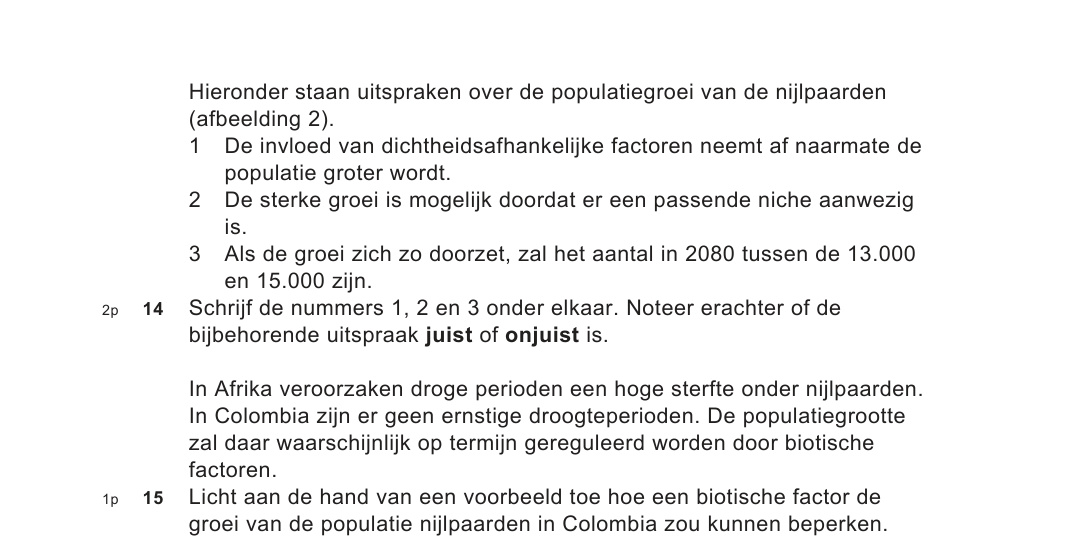 Hieronder staan uitspraken over de populatiegroei van de nijlpaarden
(afbeelding 2).
1 De invloed van dichtheidsafhankelijke factoren neemt af naarmate de
populatie groter wordt.
2 De sterke groei is mogelijk doordat er een passende niche aanwezig
is.
3 Als de groei zich zo doorzet, zal het aantal in 2080 tussen de 13.000
en 15.000 zijn.
2p 14 Schrijf de nummers 1, 2 en 3 onder elkaar. Noteer erachter of de
bijbehorende uitspraak juist of onjuist is.
In Afrika veroorzaken droge perioden een hoge sterfte onder nijlpaarden.
In Colombia zijn er geen ernstige droogteperioden. De populatiegrootte
zal daar waarschijnlijk op termijn gereguleerd worden door biotische
factoren.
1p 15 Licht aan de hand van een voorbeeld toe hoe een biotische factor de
groei van de populatie nijlpaarden in Colombia zou kunnen beperken.